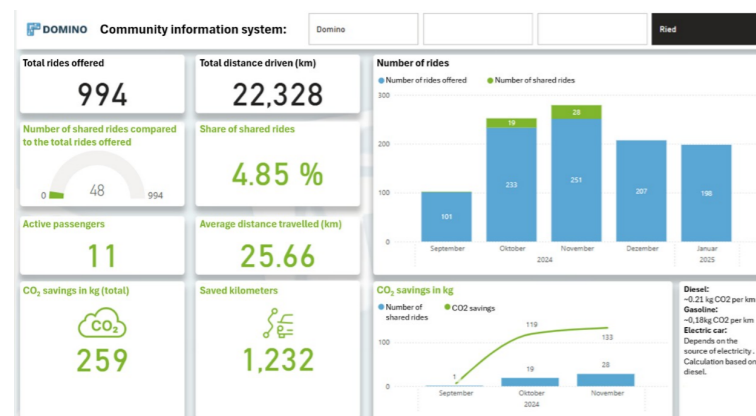 DOMINO Community information system: Domino Ried
Total rides offered
994
Total distance driven (km)
22,328
Number of shared rides compared
to the total rides offered
48
0 994
Share of shared rides
4.85 %
Active passengers
11
Average distance travelled (km)
25.66
CO₂ savings in kg (total)
CO₂
259
Saved kilometers
1,232
Number of rides
Number of rides offered Number of shared rides
300
200
100
0
19
28
101
233
251
207
198
September Oktober November Dezember Januar
2024 2025
CO₂ savings in kg
Number of
shared rides
CO2 savings
100
0
1
119
133
19
28
September Oktober November
2024
Diesel:
~0.21 kg CO2 per km
Gasoline:
~0,18kg CO2 per km
Electric car:
Depends on the
source of electricity .
Calculation based on
diesel.